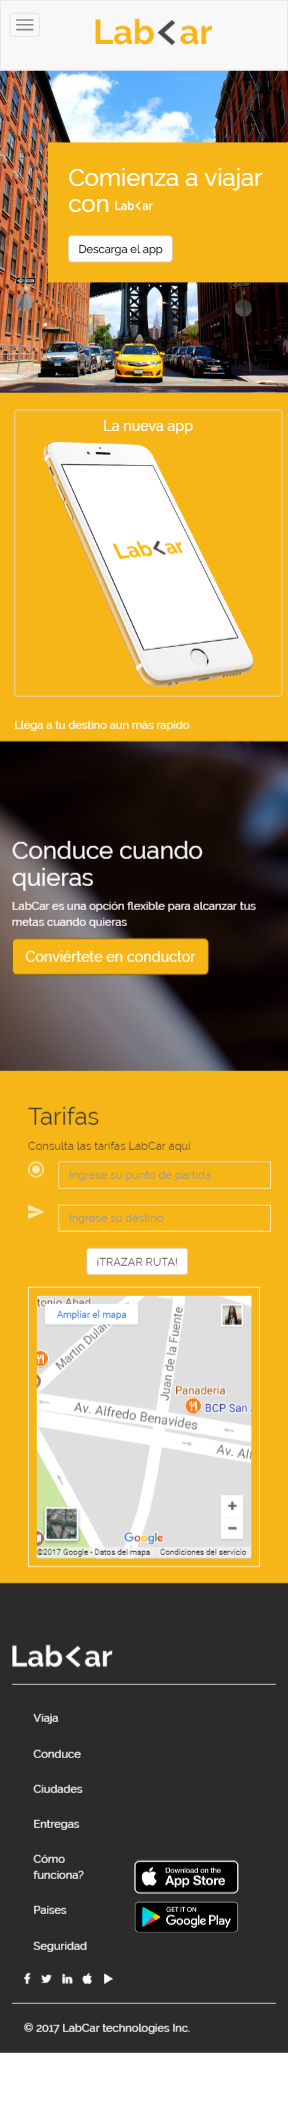 Lab<ar
Comienza a viajar
con Lab<ar
Descarga el app
La nueva app
Lab<ar
Llega a tu destino aun más rapido
Conduce cuando
quieras
LabCar es una opción flexible para alcanzar tus
metas cuando quieras
Conviértete en conductor
Tarifas
Consulta las tarifas LabCar aquí
Ingrese su punto de partida
Ingrese su destino
¡TRAZAR RUTA!
tonio Abad
Ampliar el mapa
Martín Dulan
Juan de la Fuente
Panadería
BCP San
Av. Alfredo Benavides
Av. Al
+
−
Google
©2017 Google - Datos del mapa
Condiciones del servicio
Lab<ar
Viaja
Conduce
Ciudades
Entregas
Cómo
funciona?
Países
Seguridad
Download on the
App Store
GET IT ON
Google Play
© 2017 LabCar technologies Inc.